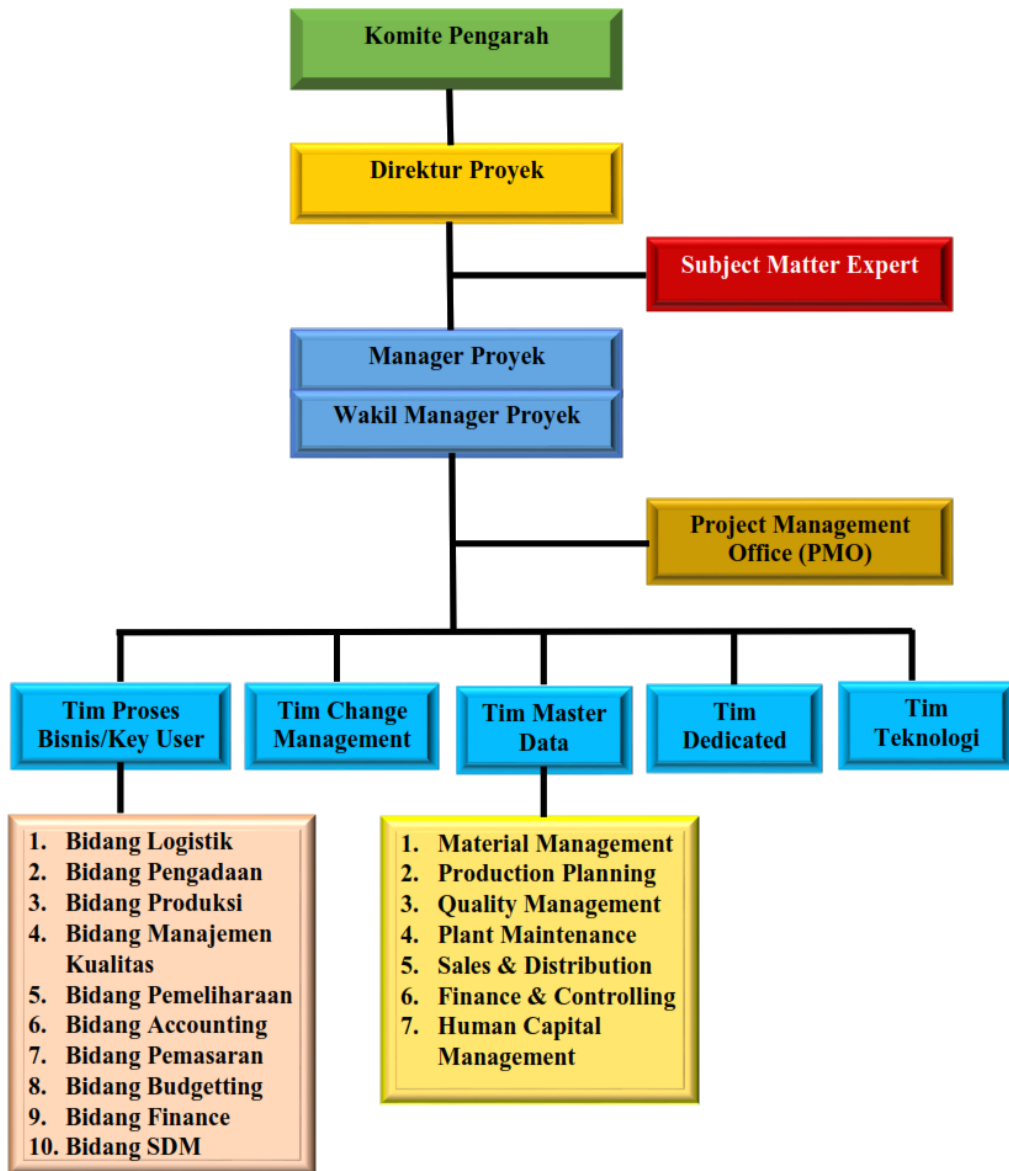 Komite Pengarah
Direktur Proyek
Subject Matter Expert
Manager Proyek
Wakil Manager Proyek
Project Management
Office (PMO)
Tim Proses
Bisnis/Key User
Tim Change
Management
Tim Master
Data
Tim
Dedicated
Tim
Teknologi
1. Bidang Logistik
2. Bidang Pengadaan
3. Bidang Produksi
4. Bidang Manajemen
Kualitas
5. Bidang Pemeliharaan
6. Bidang Accounting
7. Bidang Pemasaran
8. Bidang Budgetting
9. Bidang Finance
10. Bidang SDM
1. Material Management
2. Production Planning
3. Quality Management
4. Plant Maintenance
5. Sales & Distribution
6. Finance & Controlling
7. Human Capital
Management